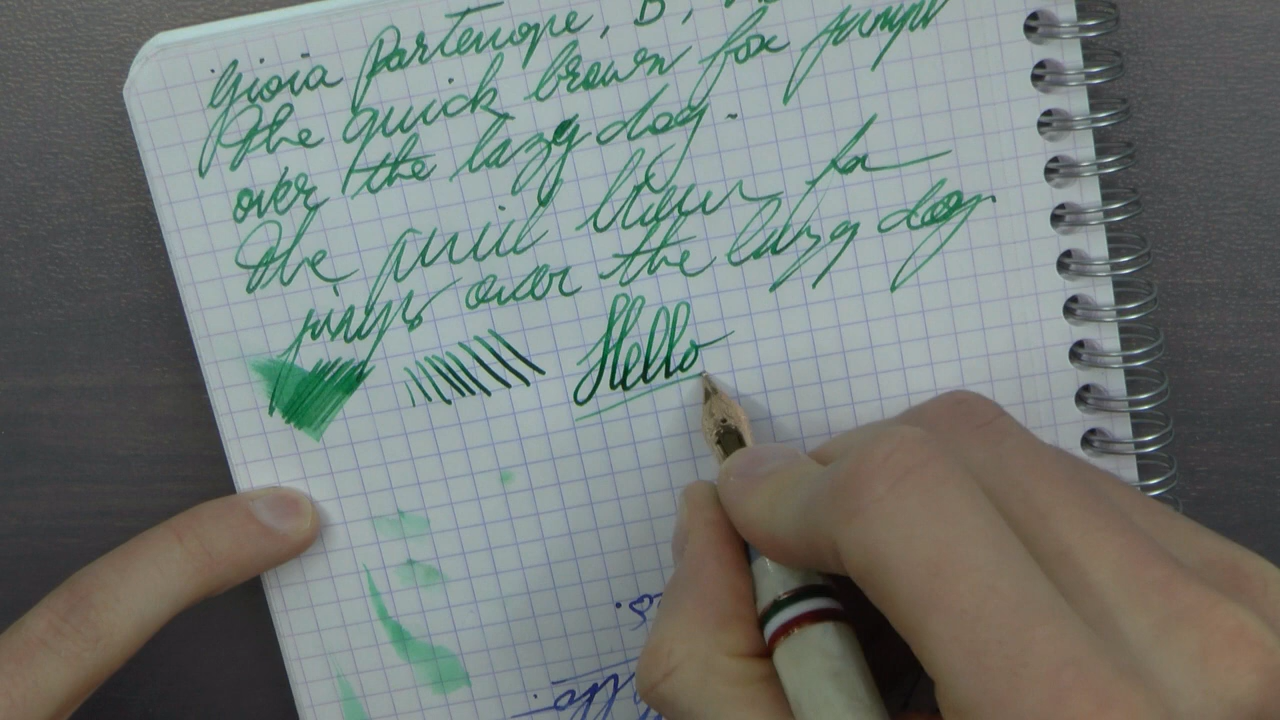 Gioia Partenope, B,
The quick brown fox jumps
over the lazy dog.
The quick brown fox
jumps over the lazy dog.
Hello